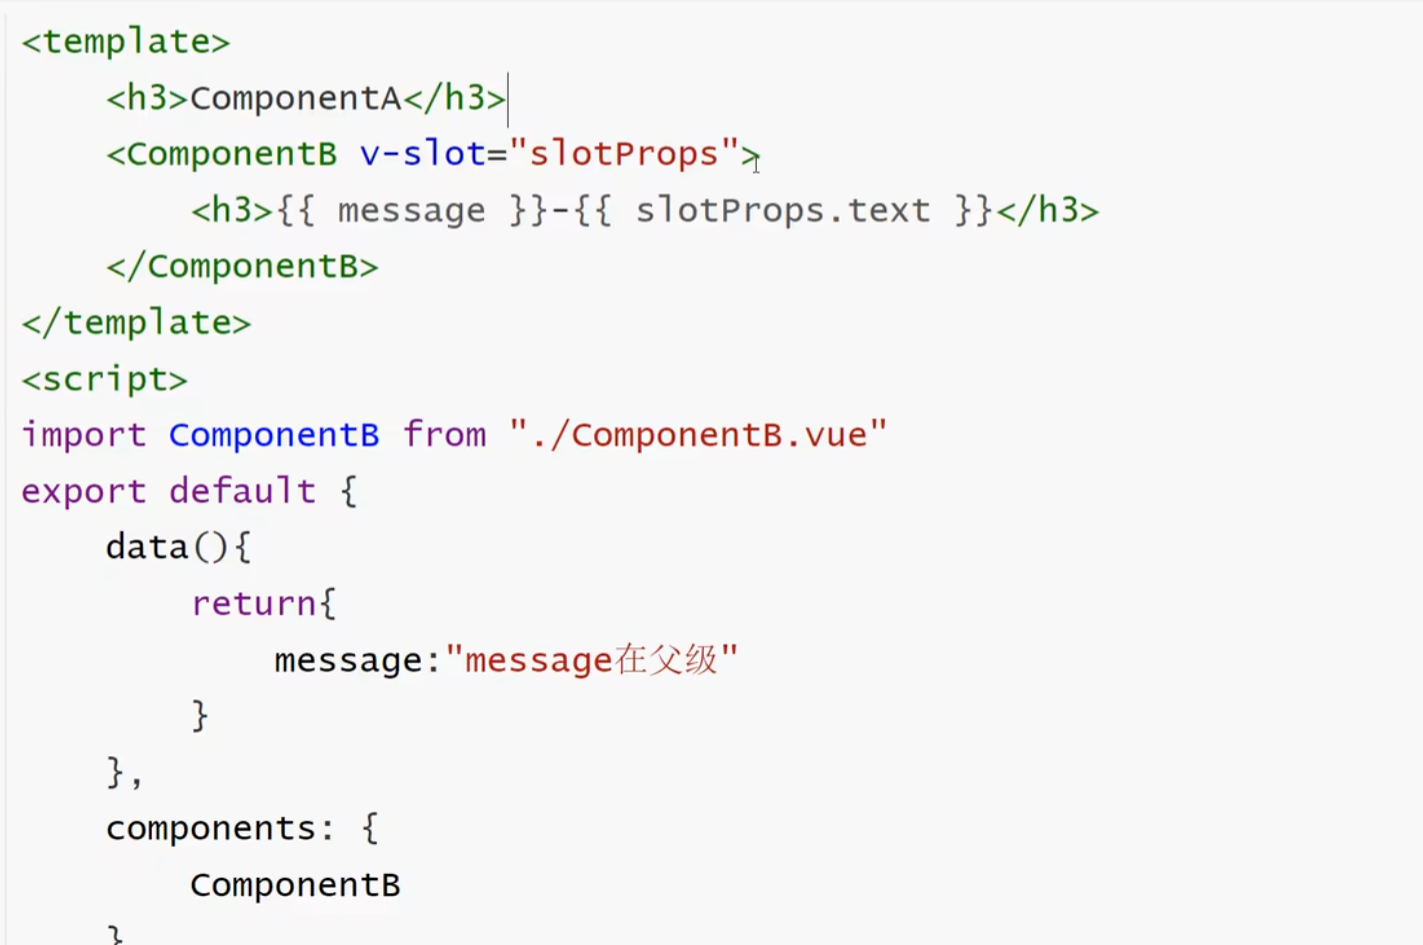 <template>
    <h3>ComponentA</h3>
    <ComponentB v-slot="slotProps">
        <h3>{{ message }}-{{ slotProps.text }}</h3>
    </ComponentB>
</template>
<script>
import ComponentB from "./ComponentB.vue"
export default {
    data(){
        return{
            message:"message在父级"
        }
    },
    components: {
        ComponentB
    }